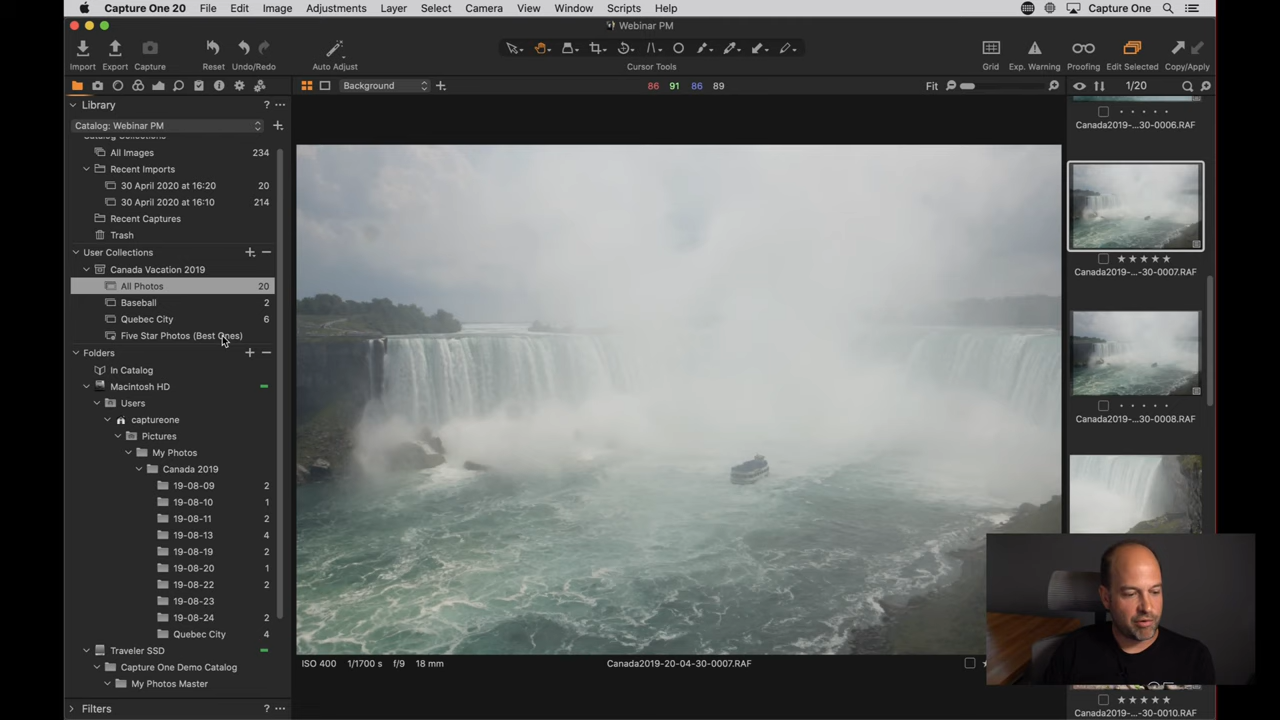 Capture One 20 File Edit Image Adjustments Layer Select Camera View Window Scripts Help Capture One
Webinar PM
Import Export Capture Reset Undo/Redo Auto Adjust Cursor Tools Grid Exp. Warning Proofing Edit Selected Copy/Apply
Background 86 91 86 89 Fit 1/20
Library ?
Catalog: Webinar PM
All Images 234
Recent Imports
30 April 2020 at 16:20 20
30 April 2020 at 16:10 214
Recent Captures
Trash
User Collections
Canada Vacation 2019
All Photos 20
Baseball 2
Quebec City 6
Five Star Photos (Best Ones)
Folders
In Catalog
Macintosh HD
Users
captureone
Pictures
My Photos
Canada 2019
19-08-09 2
19-08-10 1
19-08-11 2
19-08-13 4
19-08-19 2
19-08-20 1
19-08-22 2
19-08-23
19-08-24 2
Quebec City 4
Traveler SSD
Capture One Demo Catalog
My Photos Master
Filters ?
ISO 400 1/1700 s f/9 18 mm Canada2019-20-04-30-0007.RAF
Canada2019-...30-0006.RAF
Canada2019-...30-0007.RAF
Canada2019-...30-0008.RAF
Canada2019-...30-0010.RAF